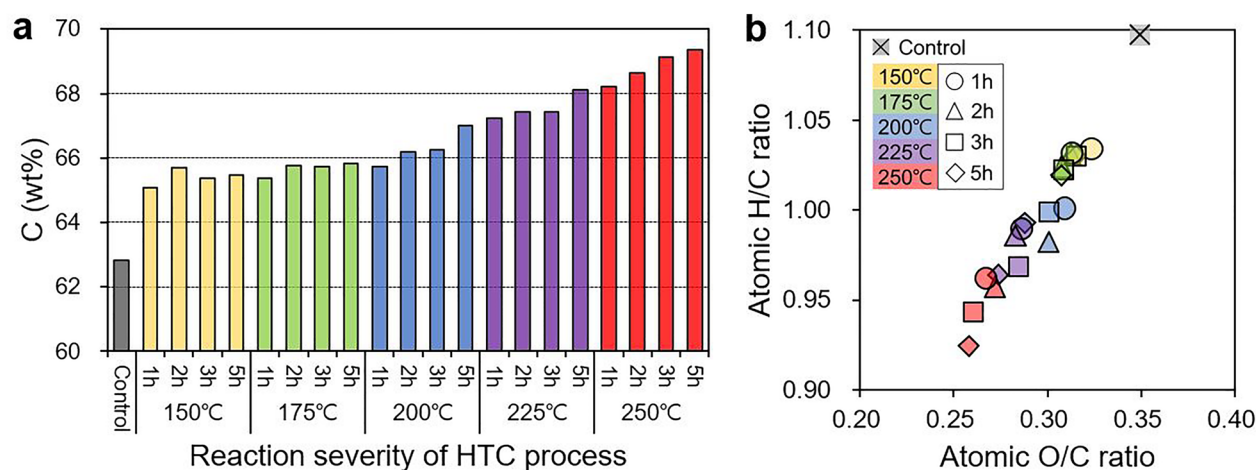 a
70
68
66
64
62
60
C (wt%)
Control
1h 2h 3h 5h 1h 2h 3h 5h 1h 2h 3h 5h 1h 2h 3h 5h 1h 2h 3h 5h
150℃ 175℃ 200℃ 225℃ 250℃
Reaction severity of HTC process
b
1.10
1.05
1.00
0.95
0.90
Atomic H/C ratio
Control
150℃
175℃
200℃
225℃
250℃
1h
2h
3h
5h
0.20 0.25 0.30 0.35 0.40
Atomic O/C ratio